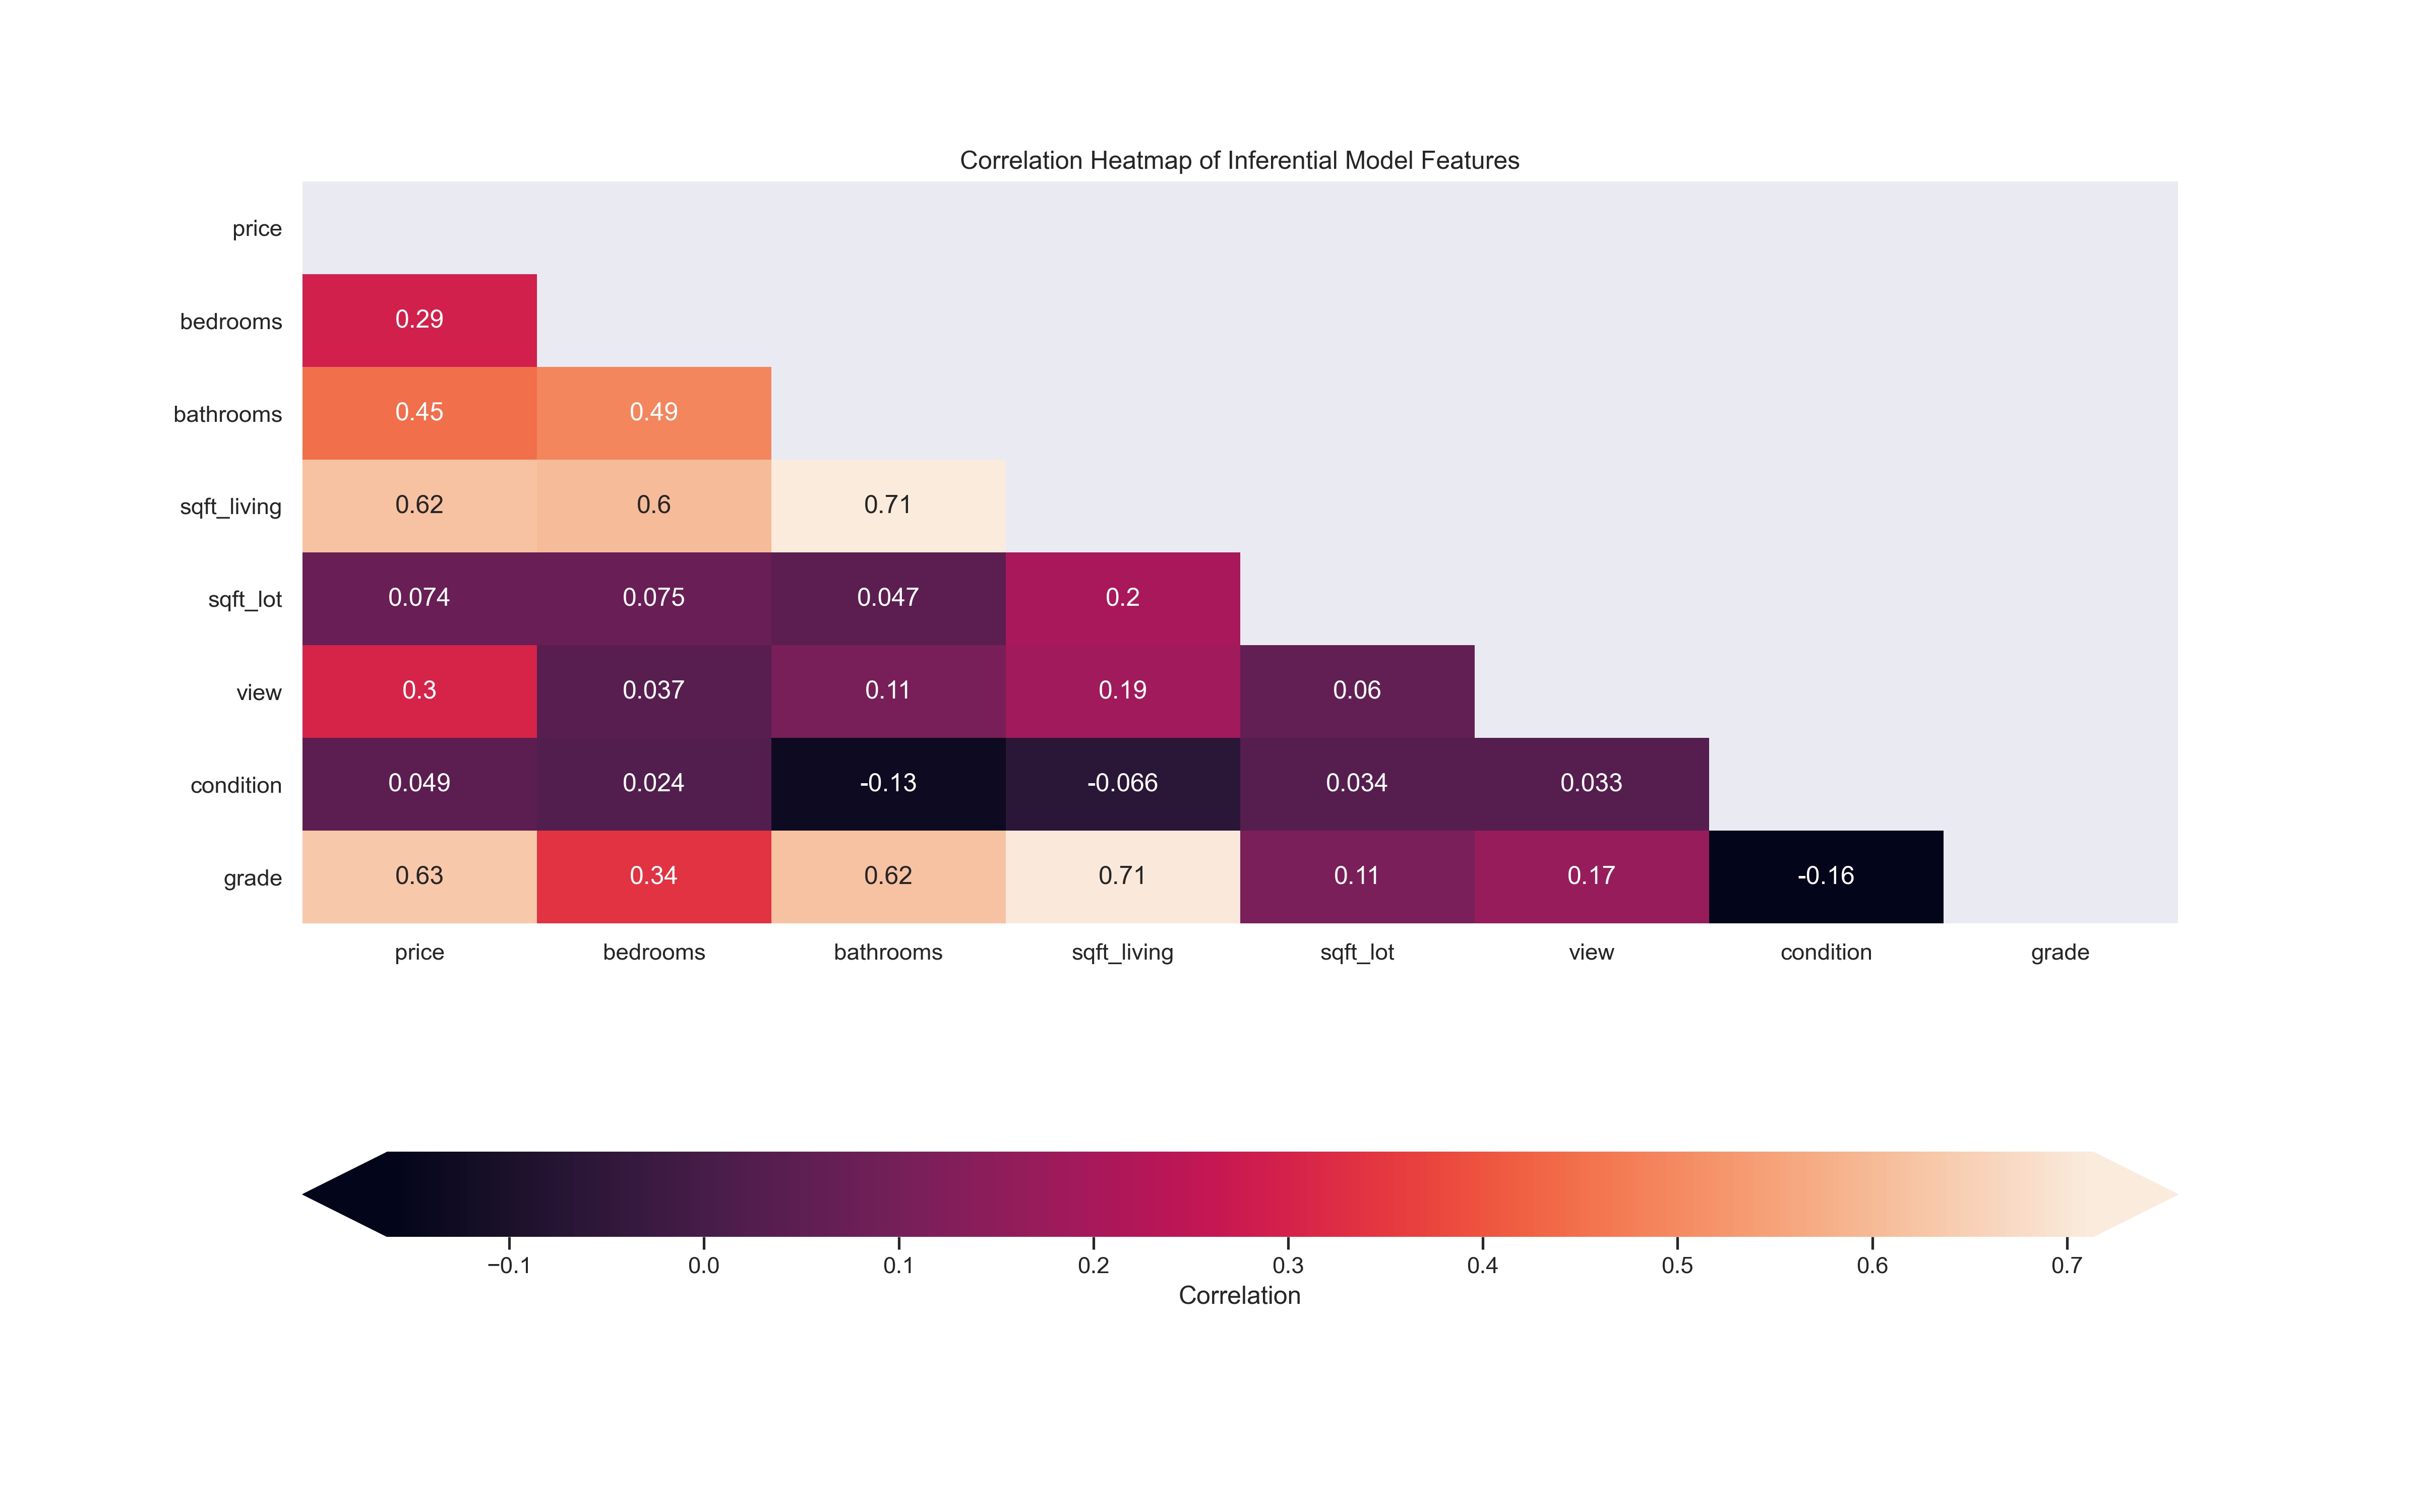 Correlation Heatmap of Inferential Model Features
price
bedrooms 0.29
bathrooms 0.45 0.49
sqft_living 0.62 0.6 0.71
sqft_lot 0.074 0.075 0.047 0.2
view 0.3 0.037 0.11 0.19 0.06
condition 0.049 0.024 -0.13 -0.066 0.034 0.033
grade 0.63 0.34 0.62 0.71 0.11 0.17 -0.16
price bedrooms bathrooms sqft_living sqft_lot view condition grade
−0.1 0.0 0.1 0.2 0.3 0.4 0.5 0.6 0.7
Correlation